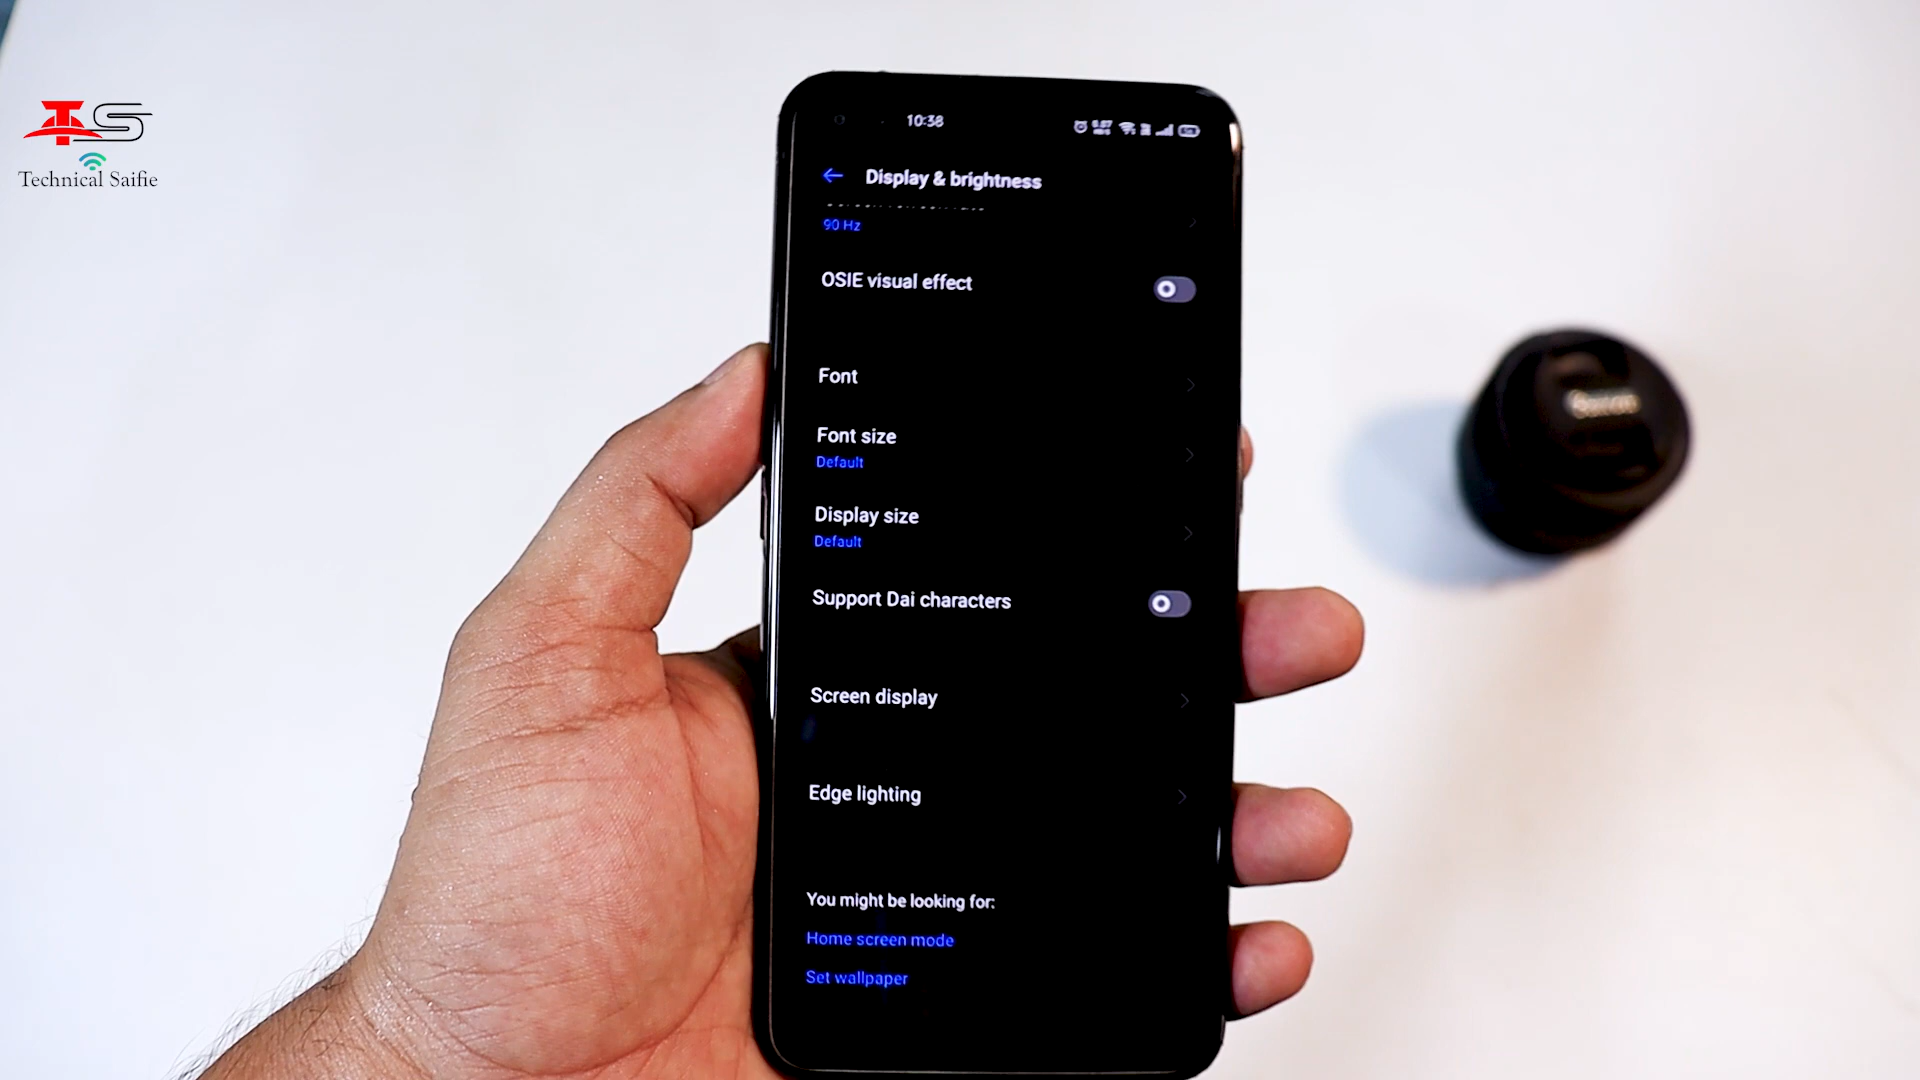 TS
Technical Saifie
10:38
Display & brightness
90 Hz
OSIE visual effect
Font
Font size
Default
Display size
Default
Support Dai characters
Screen display
Edge lighting
You might be looking for:
Home screen mode
Set wallpaper